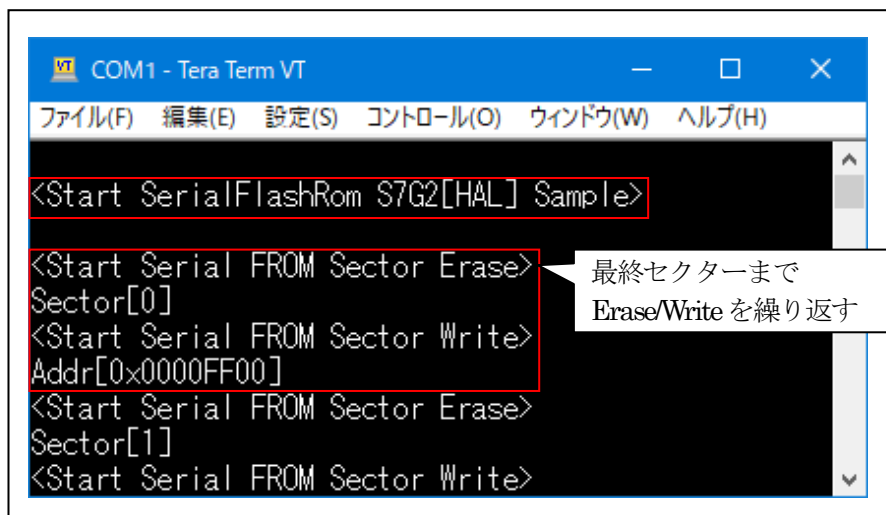 COM1 - Tera Term VT
ファイル(F) 編集(E) 設定(S) コントロール(O) ウィンドウ(W) ヘルプ(H)
<Start SerialFlashRom S7G2[HAL] Sample>
<Start Serial FROM Sector Erase>
Sector[0]
<Start Serial FROM Sector Write>
Addr[0x0000FF00]
<Start Serial FROM Sector Erase>
Sector[1]
<Start Serial FROM Sector Write>
最終セクターまで
Erase/Write を繰り返す